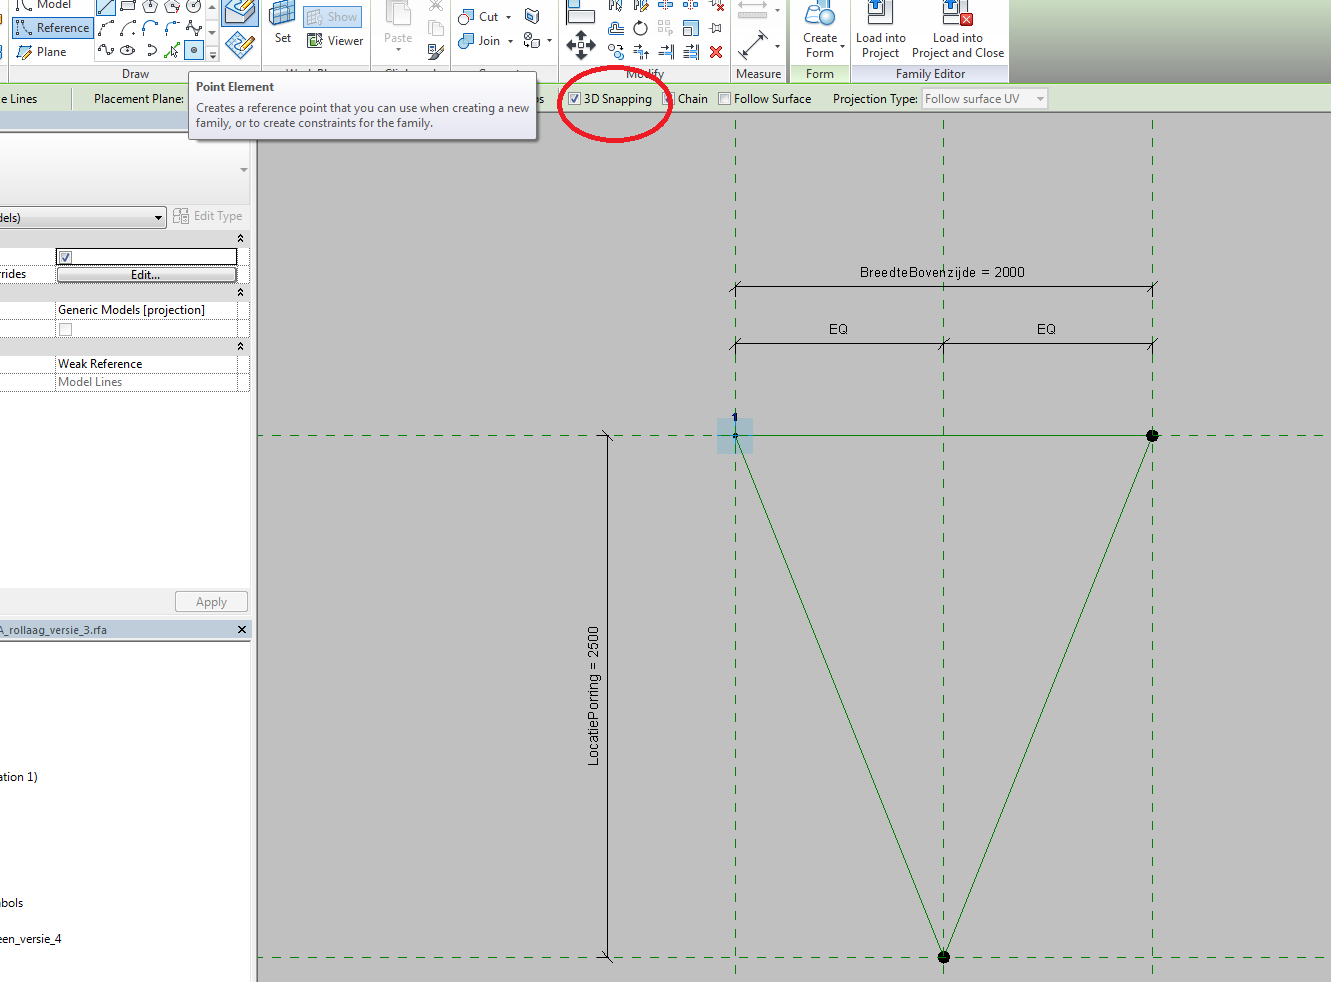 Model
Reference
Plane
Draw
Set
Show
Viewer
Paste
Cut
Join
Modify
Measure
Create
Form
Form
Load into
Project
Load into
Project and Close
Family Editor
Point Element
Creates a reference point that you can use when creating a new
family, or to create constraints for the family.
e Lines
Placement Plane:
3D Snapping
Chain
Follow Surface
Projection Type:
Follow surface UV
dels)
Edit Type
rrides
Edit...
Generic Models [projection]
Weak Reference
Model Lines
Apply
A_rollaag_versie_3.rfa
ation 1)
bols
een_versie_4
BreedteBovenzijde = 2000
EQ
EQ
1
LocatiePorring = 2500